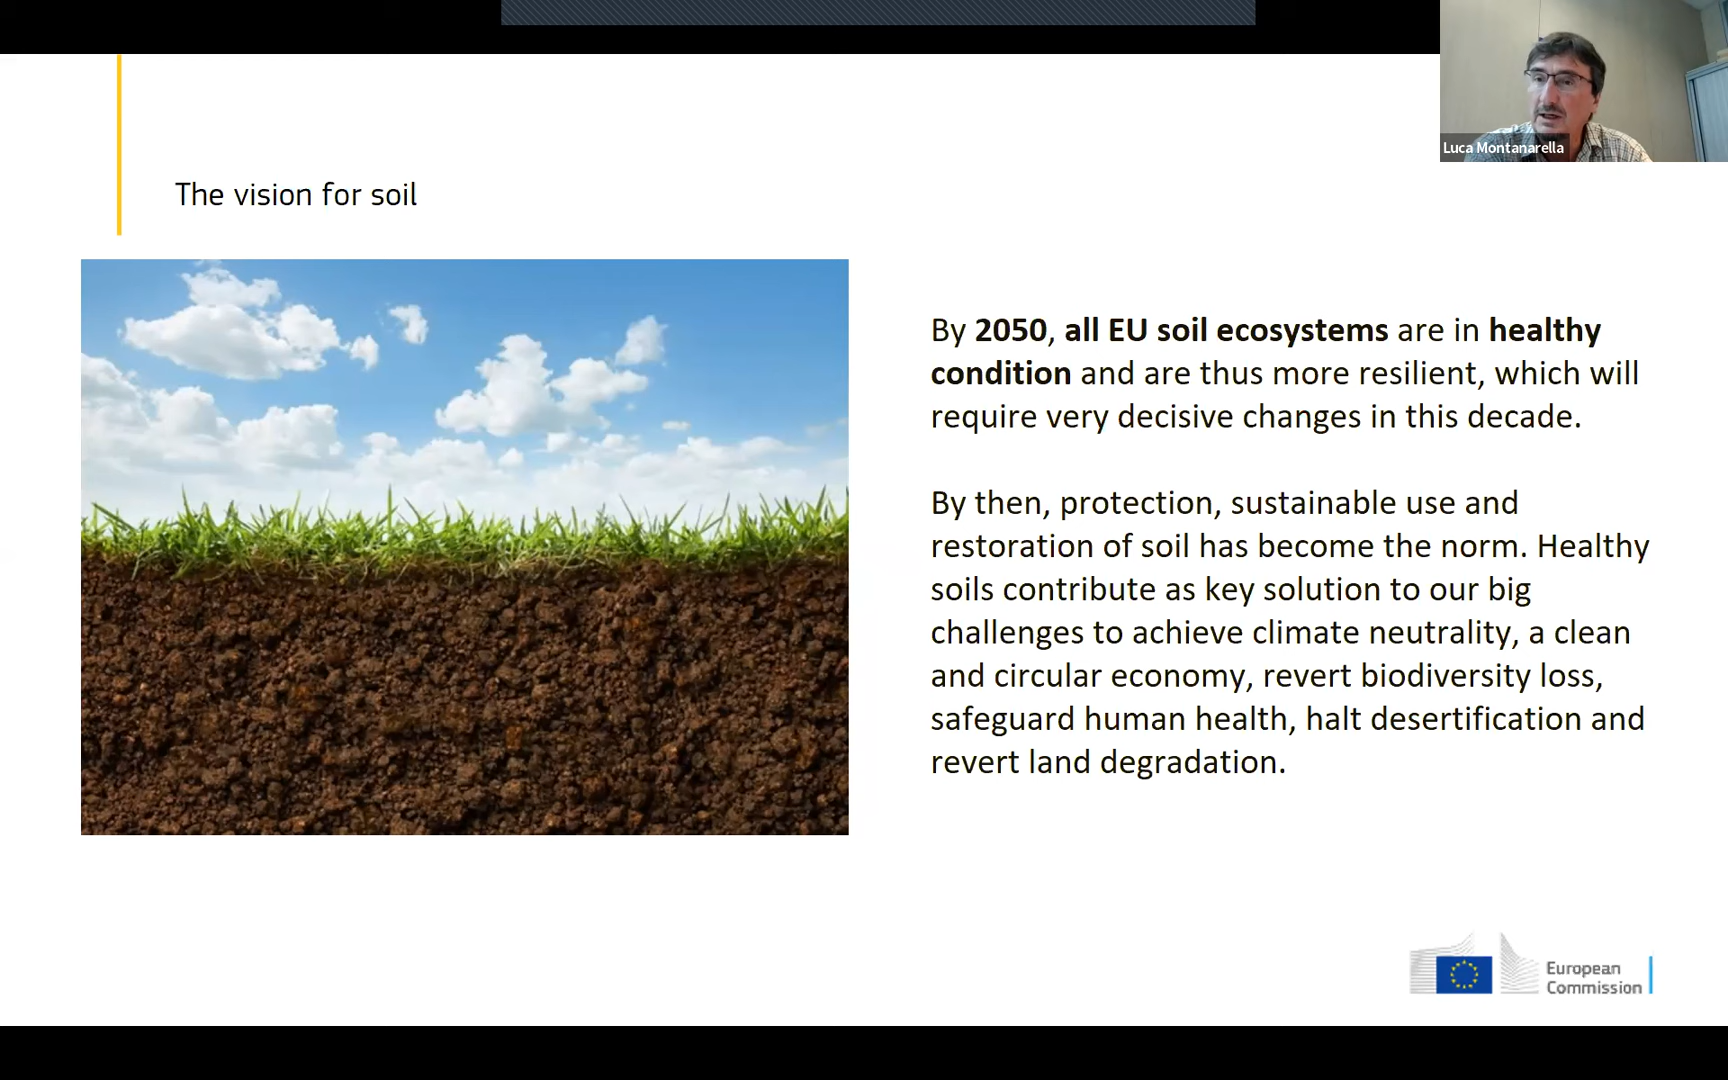 Luca Montanarella
The vision for soil
By 2050, all EU soil ecosystems are in healthy
condition and are thus more resilient, which will
require very decisive changes in this decade.
By then, protection, sustainable use and
restoration of soil has become the norm. Healthy
soils contribute as key solution to our big
challenges to achieve climate neutrality, a clean
and circular economy, revert biodiversity loss,
safeguard human health, halt desertification and
revert land degradation.
European
Commission